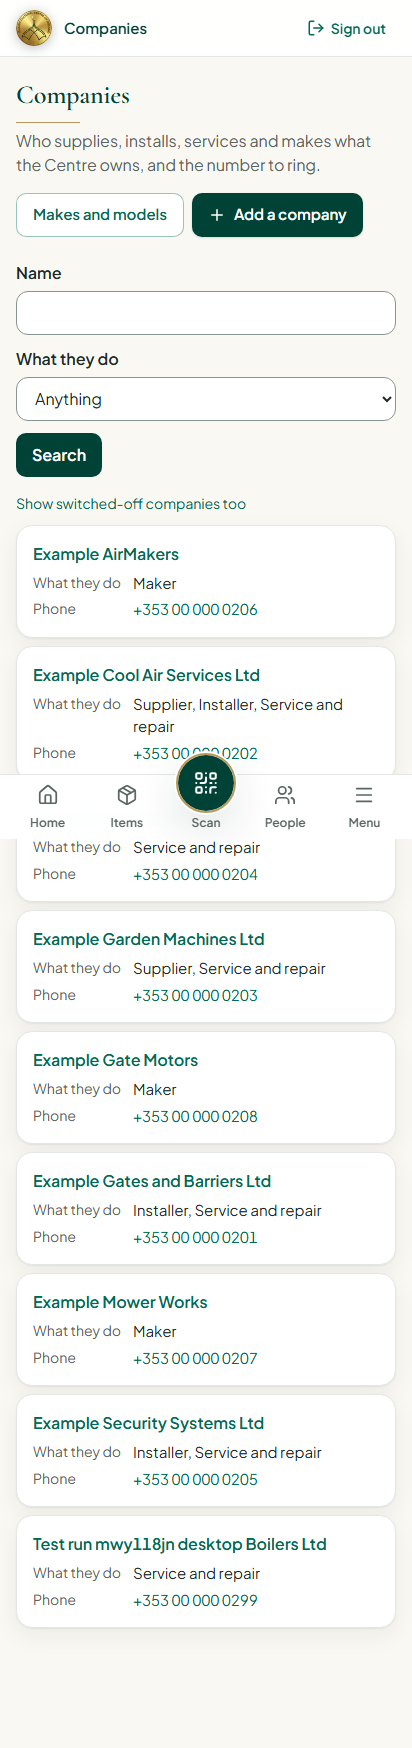 Companies
Sign out
Companies
Who supplies, installs, services and makes what
the Centre owns, and the number to ring.
Makes and models
+ Add a company
Name
What they do
Anything
Search
Show switched-off companies too
Example AirMakers
What they do Maker
Phone +353 00 000 0206
Example Cool Air Services Ltd
What they do Supplier, Installer, Service and
repair
Phone +353 00 000 0202
Home
Items
Scan
People
Menu
What they do Service and repair
Phone +353 00 000 0204
Example Garden Machines Ltd
What they do Supplier, Service and repair
Phone +353 00 000 0203
Example Gate Motors
What they do Maker
Phone +353 00 000 0208
Example Gates and Barriers Ltd
What they do Installer, Service and repair
Phone +353 00 000 0201
Example Mower Works
What they do Maker
Phone +353 00 000 0207
Example Security Systems Ltd
What they do Installer, Service and repair
Phone +353 00 000 0205
Test run mwy118jn desktop Boilers Ltd
What they do Service and repair
Phone +353 00 000 0299